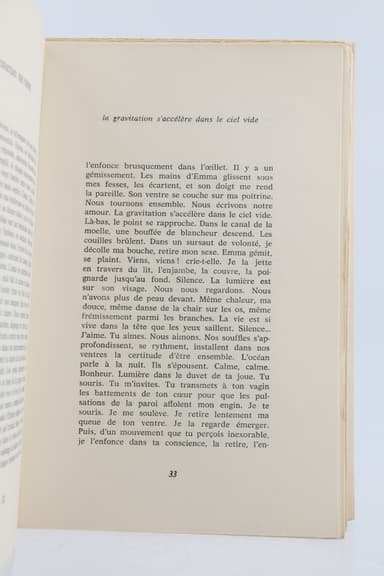 la gravitation s'accélère dans le ciel vide
l'enfonce brusquement dans l'œillet. Il y a un
gémissement. Les mains d'Emma glissent sous
mes fesses, les écartent, et son doigt me rend
la pareille. Son ventre se couche sur ma poitrine.
Nous tournons ensemble. Nous écrivons notre
amour. La gravitation s'accélère dans le ciel vide.
Là-bas, le point se rapproche. Dans le canal de la
moelle, une bouffée de blancheur descend. Les
couilles brûlent. Dans un sursaut de volonté, je
décolle ma bouche, retire mon sexe. Emma gémit,
se plaint. Viens, viens ! crie-t-elle. Je la jette
en travers du lit, l'enjambe, la couvre, la poi-
gnarde jusqu'au fond. Silence. La lumière est
sur son visage. Nous nous regardons. Nous
n'avons plus de peau devant. Même chaleur, ma
douce, même danse de la chair sur les os, même
frémissement parmi les branches. La vie est si
vive dans la tête que les yeux saillent. Silence...
J'aime. Tu aimes. Nous aimons. Nos souffles s'ap-
profondissent, se rythment, installent dans nos
ventres la certitude d'être ensemble. L'océan
parle à la nuit. Ils s'épousent. Calme, calme.
Bonheur. Lumière dans le duvet de ta joue. Tu
souris. Tu m'invites. Tu transmets à ton vagin
les battements de ton cœur pour que les pul-
sations de la paroi affolent mon engin. Je te
souris. Je me soulève. Je retire lentement ma
queue de ton ventre. Je la regarde émerger.
Puis, d'un mouvement que tu perçois inexorable,
je l'enfonce dans ta conscience, la retire, l'en-
33